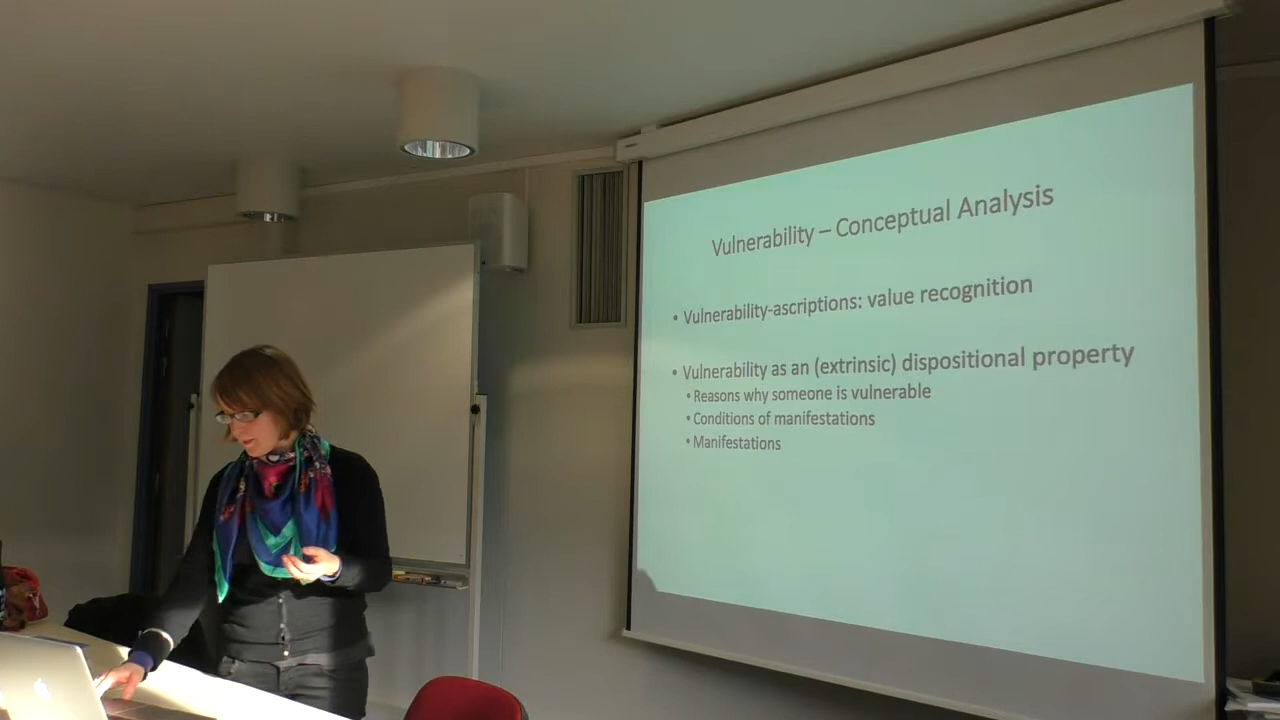 Vulnerability – Conceptual Analysis
• Vulnerability-ascriptions: value recognition
• Vulnerability as an (extrinsic) dispositional property
• Reasons why someone is vulnerable
• Conditions of manifestations
• Manifestations